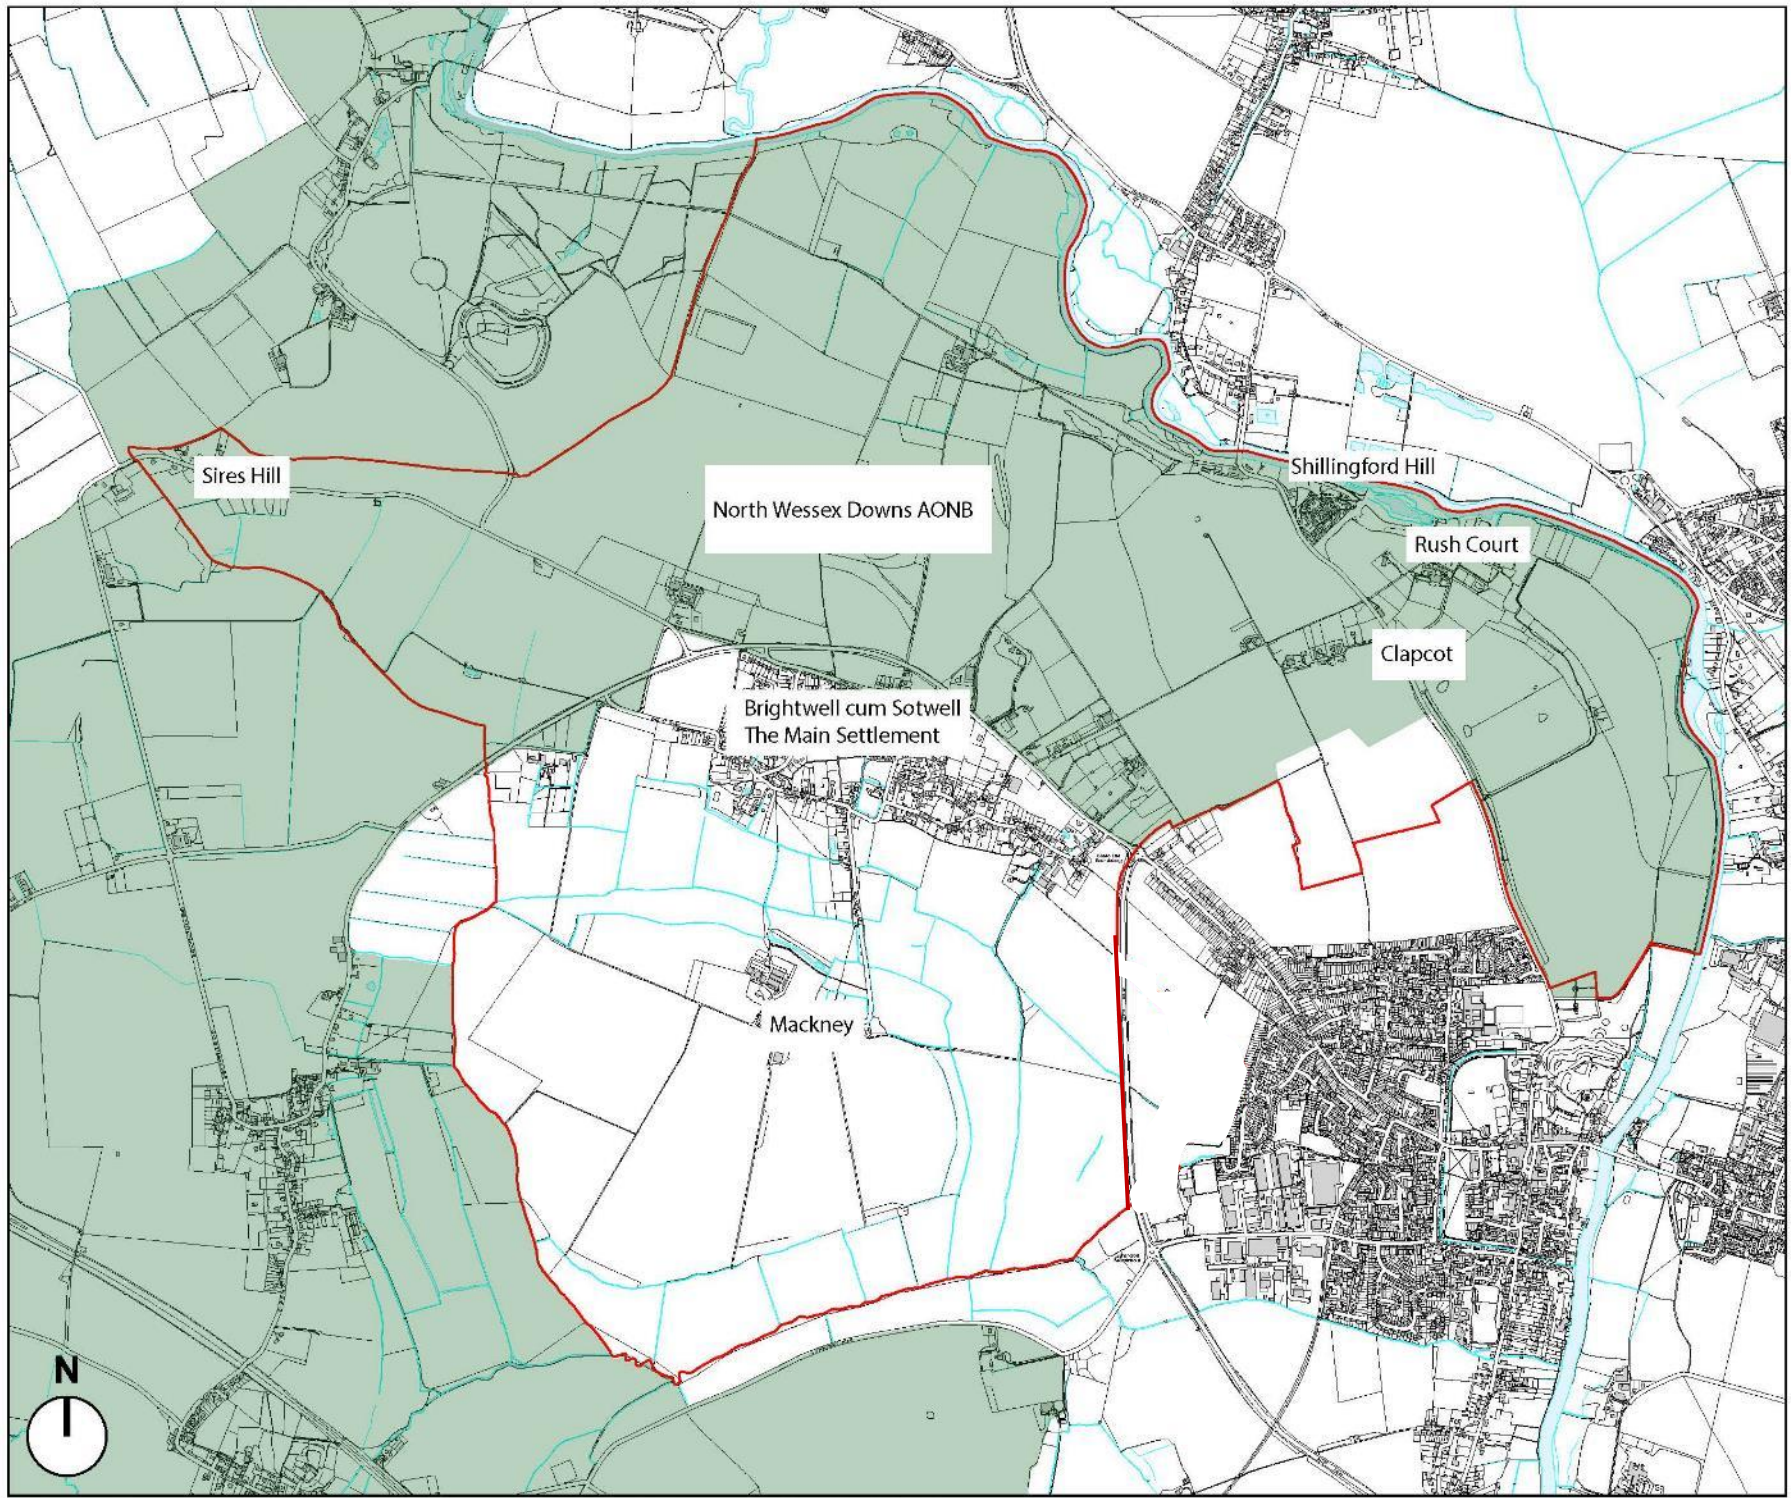 Sires Hill
North Wessex Downs AONB
Shillingford Hill
Rush Court
Clapcot
Brightwell cum Sotwell
The Main Settlement
Mackney
N